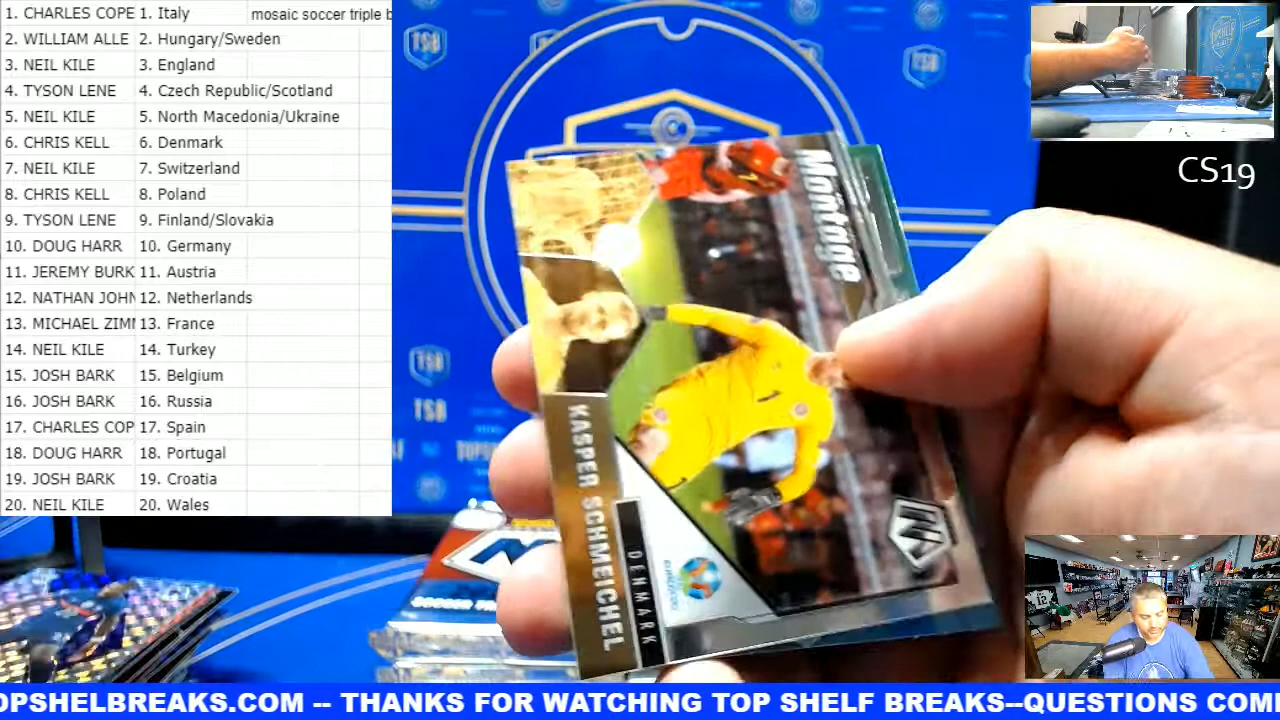 1. CHARLES COPE 1. Italy mosaic soccer triple b
2. WILLIAM ALLE 2. Hungary/Sweden
3. NEIL KILE 3. England
4. TYSON LENE 4. Czech Republic/Scotland
5. NEIL KILE 5. North Macedonia/Ukraine
6. CHRIS KELL 6. Denmark
7. NEIL KILE 7. Switzerland
8. CHRIS KELL 8. Poland
9. TYSON LENE 9. Finland/Slovakia
10. DOUG HARR 10. Germany
11. JEREMY BURK 11. Austria
12. NATHAN JOHN 12. Netherlands
13. MICHAEL ZIM 13. France
14. NEIL KILE 14. Turkey
15. JOSH BARK 15. Belgium
16. JOSH BARK 16. Russia
17. CHARLES COP 17. Spain
18. DOUG HARR 18. Portugal
19. JOSH BARK 19. Croatia
20. NEIL KILE 20. Wales
TSB
TSB
TSB
Montage
KASPER SCHMEICHEL
DENMARK
CS19
OPSHELBREAKS.COM -- THANKS FOR WATCHING TOP SHELF BREAKS--QUESTIONS COM